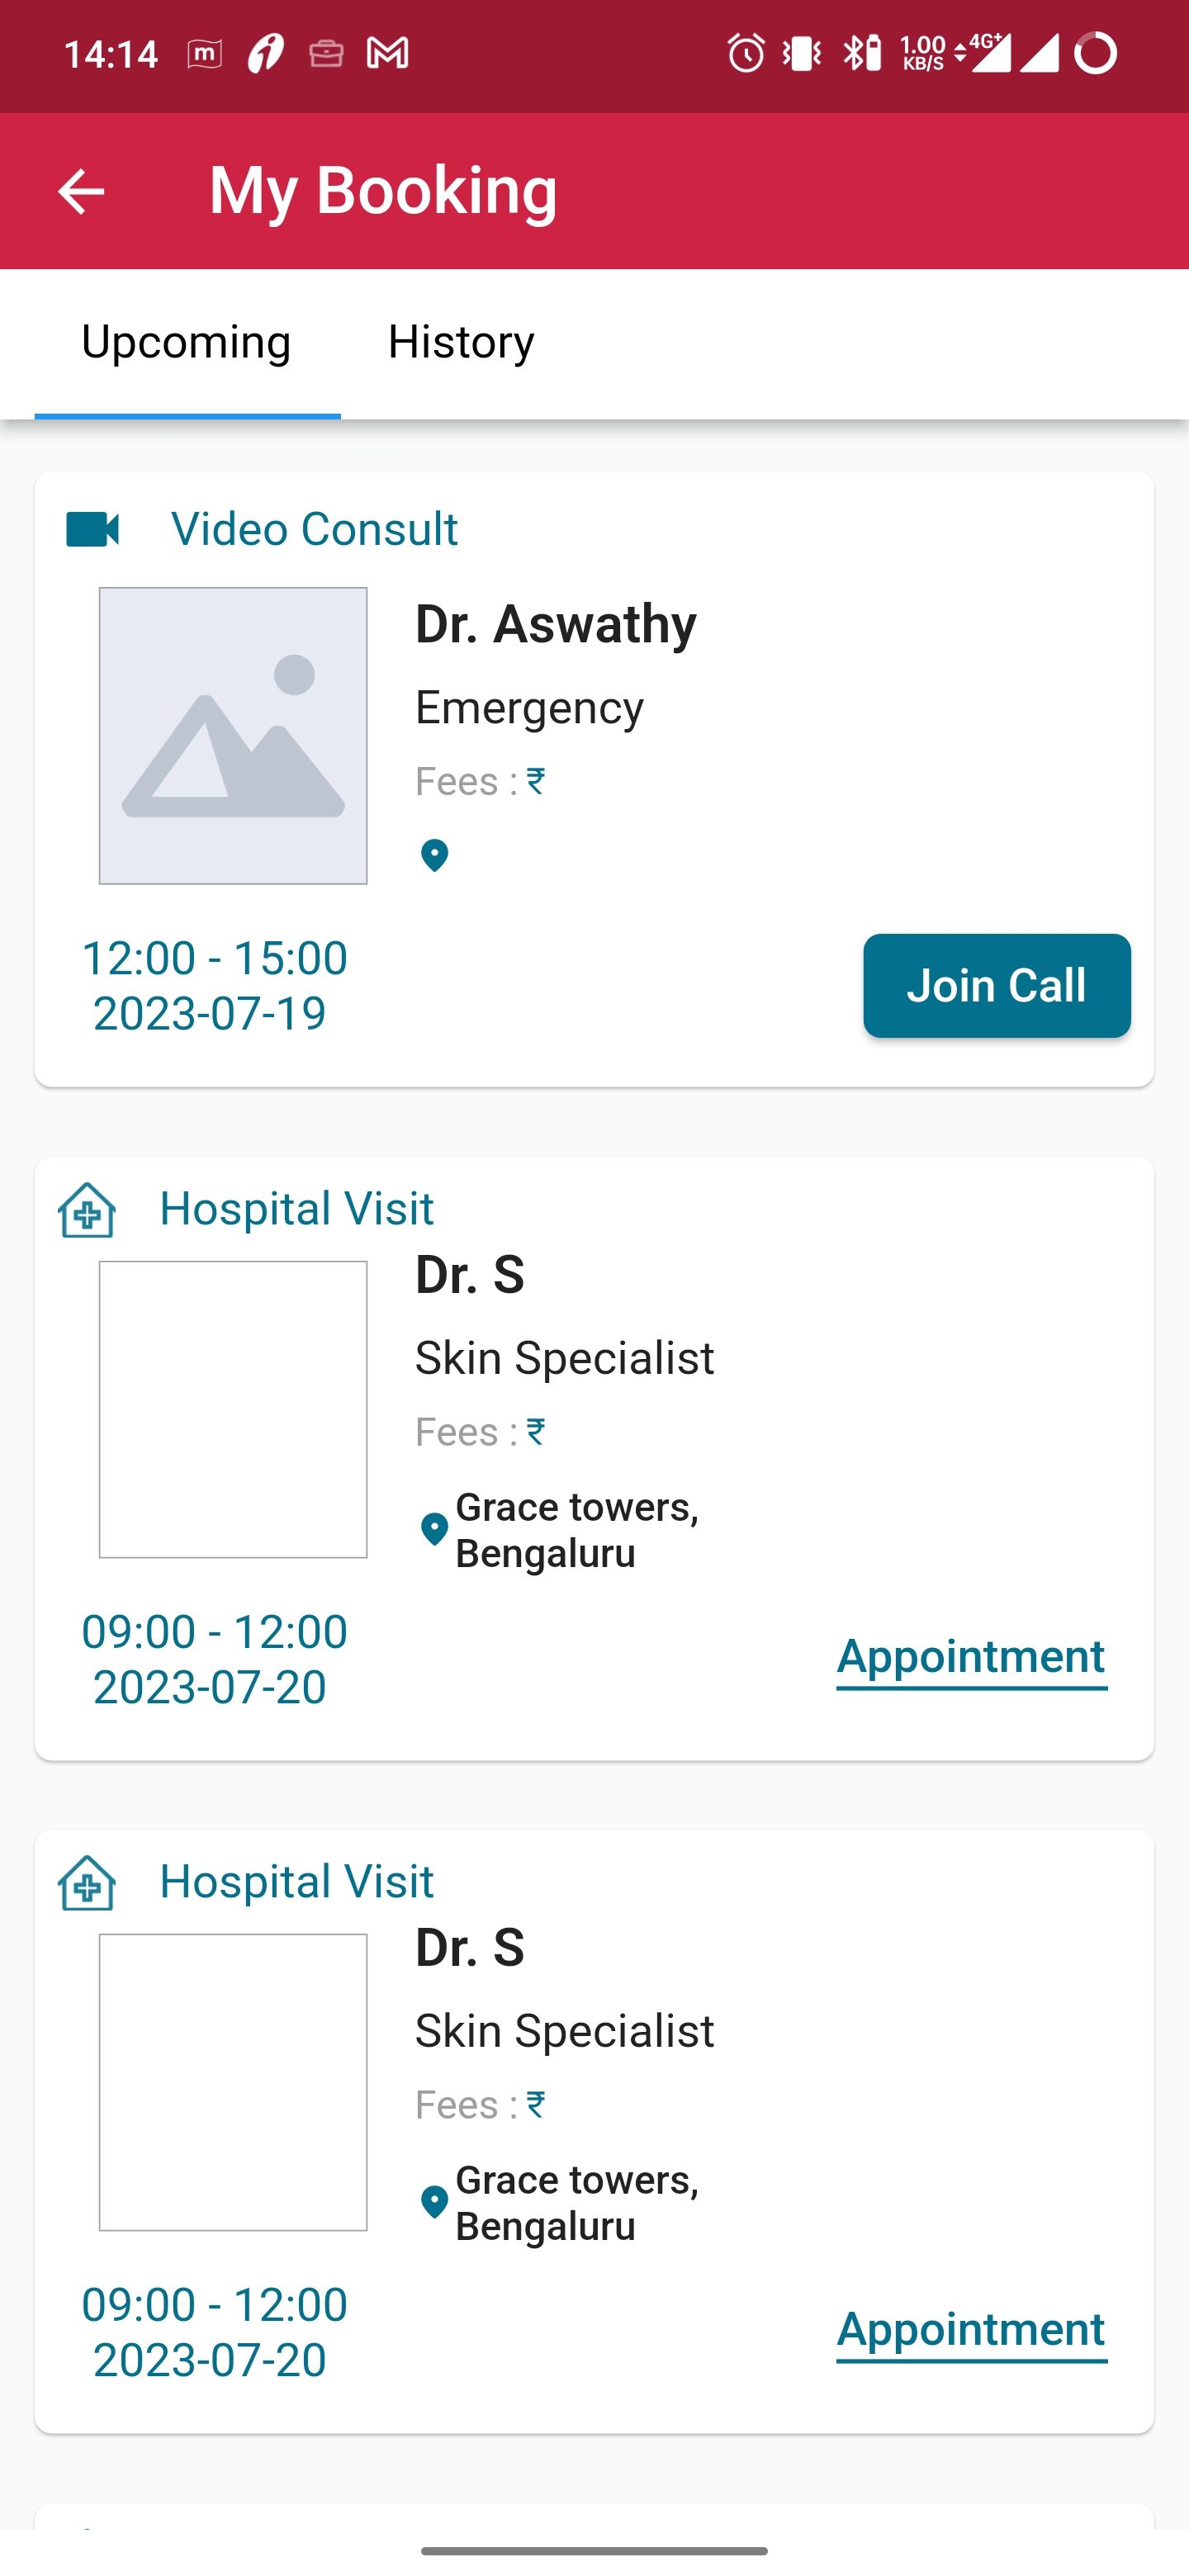 14:14
1.00
KB/S
4G+
My Booking
Upcoming History
Video Consult
Dr. Aswathy
Emergency
Fees : ₹
12:00 - 15:00
2023-07-19
Join Call
Hospital Visit
Dr. S
Skin Specialist
Fees : ₹
Grace towers,
Bengaluru
09:00 - 12:00
2023-07-20
Appointment
Hospital Visit
Dr. S
Skin Specialist
Fees : ₹
Grace towers,
Bengaluru
09:00 - 12:00
2023-07-20
Appointment